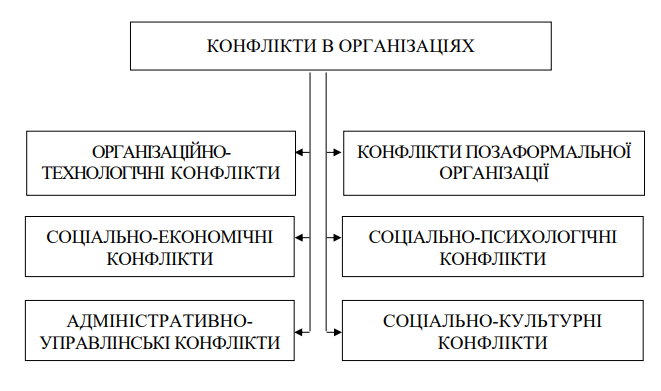 КОНФЛІКТИ В ОРГАНІЗАЦІЯХ
ОРГАНІЗАЦІЙНО-
ТЕХНОЛОГІЧНІ КОНФЛІКТИ
КОНФЛІКТИ ПОЗАФОРМАЛЬНОЇ
ОРГАНІЗАЦІЇ
СОЦІАЛЬНО-ЕКОНОМІЧНІ
КОНФЛІКТИ
СОЦІАЛЬНО-ПСИХОЛОГІЧНІ
КОНФЛІКТИ
АДМІНІСТРАТИВНО-
УПРАВЛІНСЬКІ КОНФЛІКТИ
СОЦІАЛЬНО-КУЛЬТУРНІ
КОНФЛІКТИ